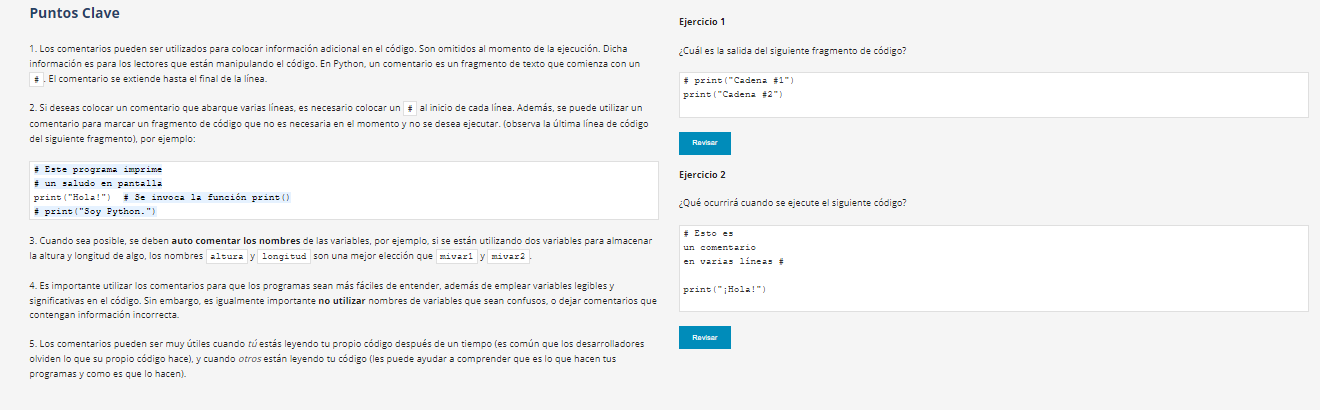 Puntos Clave
1. Los comentarios pueden ser utilizados para colocar información adicional en el código. Son omitidos al momento de la ejecución. Dicha
información es para los lectores que están manipulando el código. En Python, un comentario es un fragmento de texto que comienza con un
# . El comentario se extiende hasta el final de la línea.
2. Si deseas colocar un comentario que abarque varias líneas, es necesario colocar un # al inicio de cada línea. Además, se puede utilizar un
comentario para marcar un fragmento de código que no es necesaria en el momento y no se desea ejecutar. (observa la última línea de código
del siguiente fragmento), por ejemplo:
# Este programa imprime
# un saludo en pantalla
print("Hola!")  # Se invoca la función print()
# print("Soy Python.")
3. Cuando sea posible, se deben auto comentar los nombres de las variables, por ejemplo, si se están utilizando dos variables para almacenar
la altura y longitud de algo, los nombres altura y longitud son una mejor elección que mivar1 y mivar2 .
4. Es importante utilizar los comentarios para que los programas sean más fáciles de entender, además de emplear variables legibles y
significativas en el código. Sin embargo, es igualmente importante no utilizar nombres de variables que sean confusos, o dejar comentarios que
contengan información incorrecta.
5. Los comentarios pueden ser muy útiles cuando tú estás leyendo tu propio código después de un tiempo (es común que los desarrolladores
olviden lo que su propio código hace), y cuando otros están leyendo tu código (les puede ayudar a comprender que es lo que hacen tus
programas y como es que lo hacen).
Ejercicio 1
¿Cuál es la salida del siguiente fragmento de código?
# print("Cadena #1")
print("Cadena #2")
Revisar
Ejercicio 2
¿Qué ocurrirá cuando se ejecute el siguiente código?
# Esto es
un comentario
en varias líneas #
print("¡Hola!")
Revisar